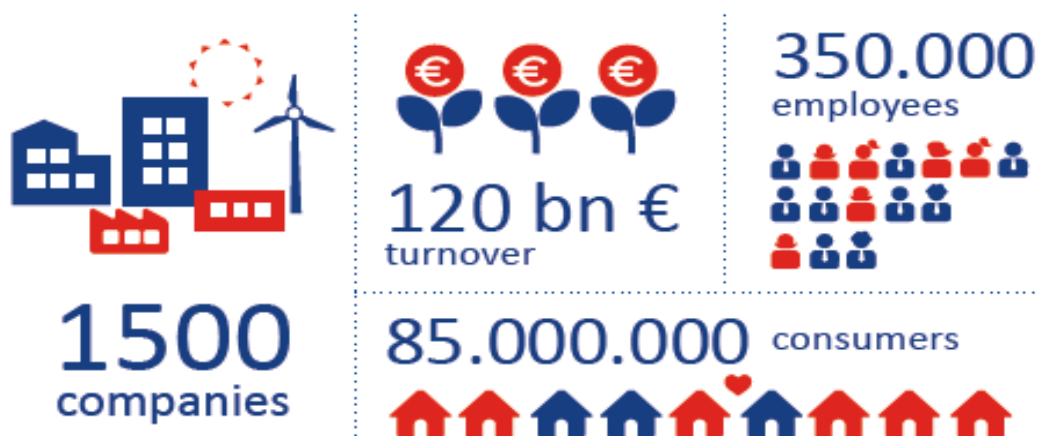 1500
companies
€ € €
120 bn €
turnover
350.000
employees
85.000.000 consumers